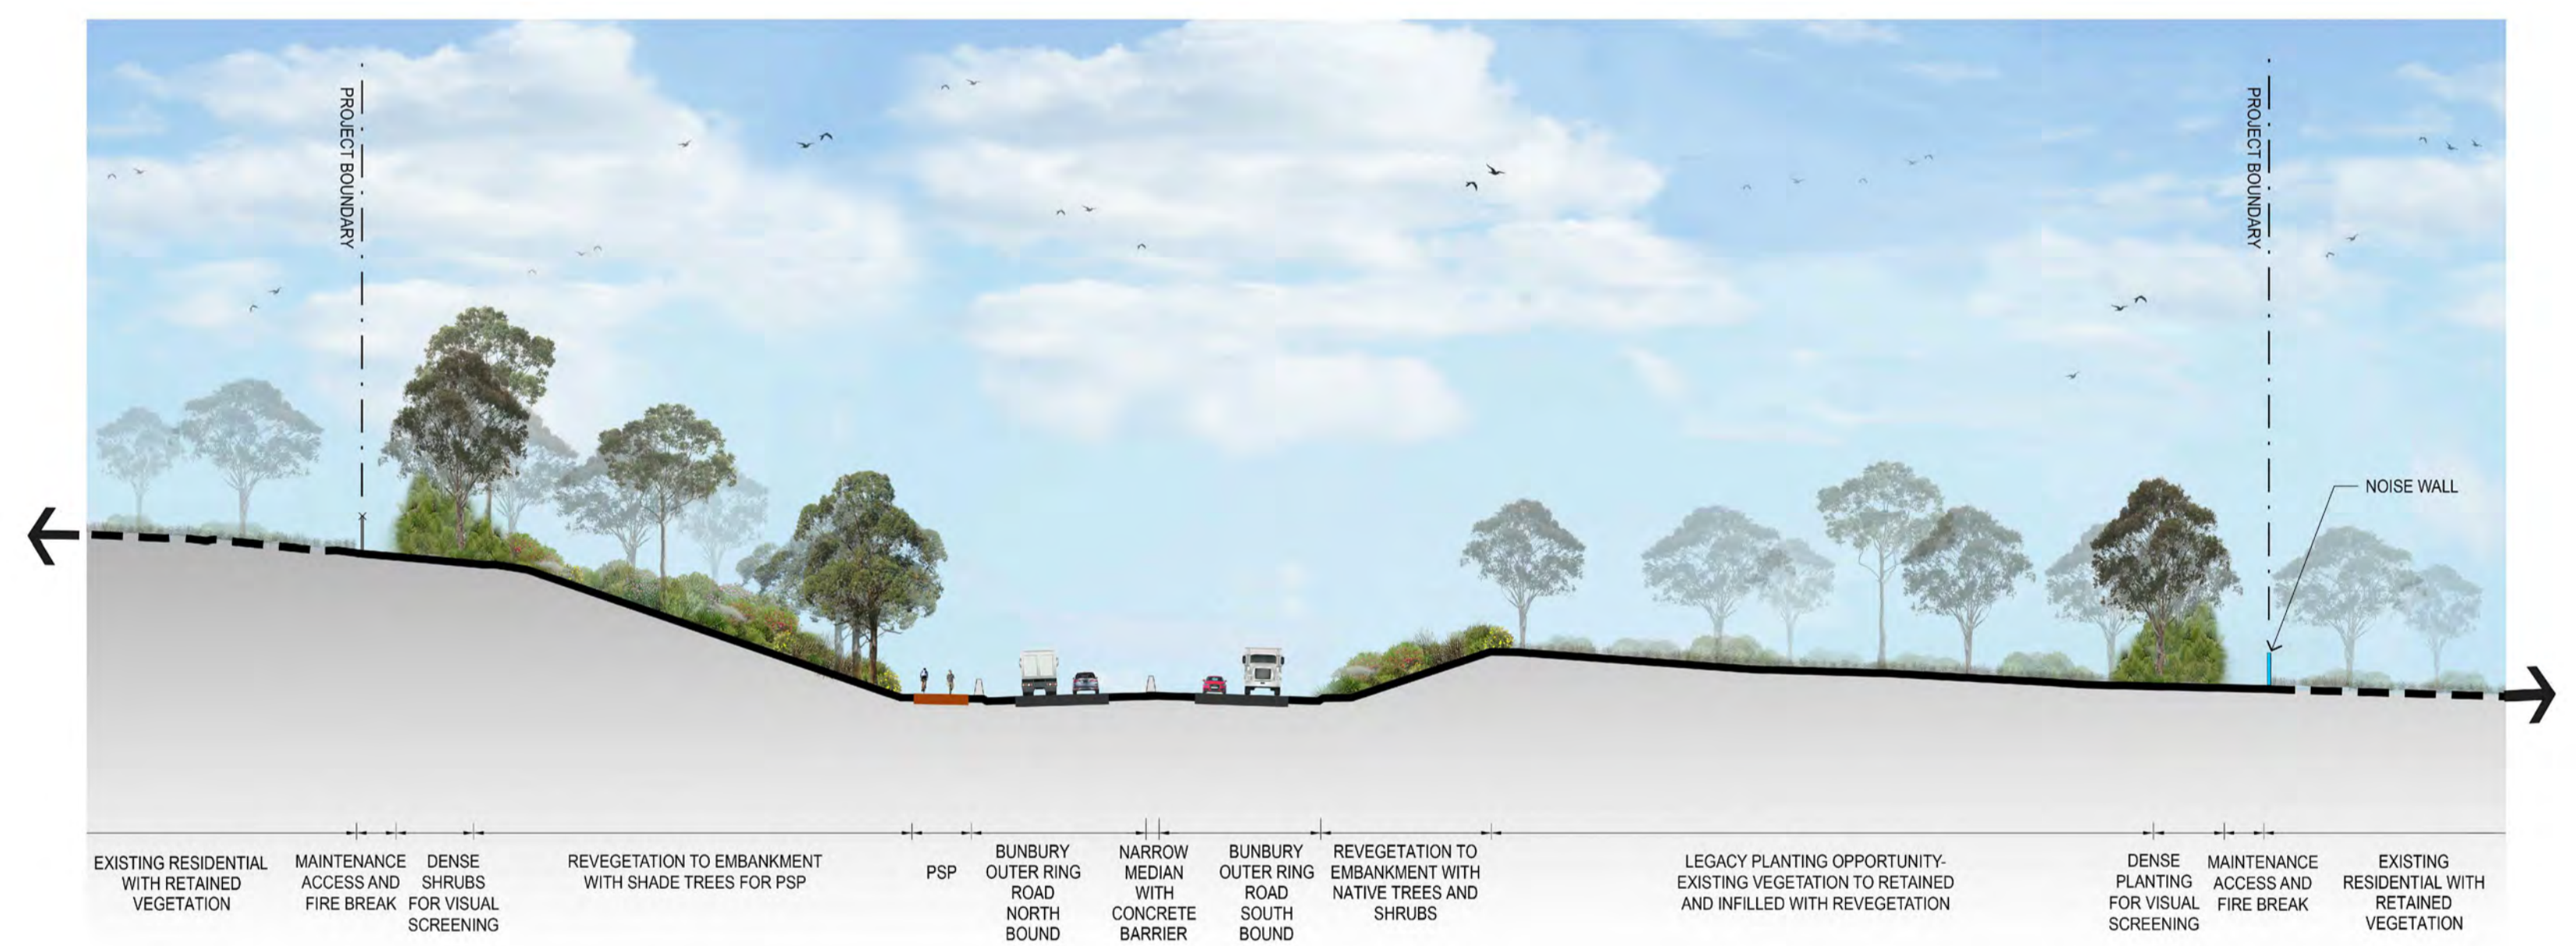 PROJECT BOUNDARY
PROJECT BOUNDARY
NOISE WALL
EXISTING RESIDENTIAL
WITH RETAINED
VEGETATION
MAINTENANCE
ACCESS AND
FIRE BREAK
DENSE
SHRUBS
FOR VISUAL
SCREENING
REVEGETATION TO EMBANKMENT
WITH SHADE TREES FOR PSP
PSP
BUNBURY
OUTER RING
ROAD
NORTH
BOUND
NARROW
MEDIAN
WITH
CONCRETE
BARRIER
BUNBURY
OUTER RING
ROAD
SOUTH
BOUND
REVEGETATION TO
EMBANKMENT WITH
NATIVE TREES AND
SHRUBS
LEGACY PLANTING OPPORTUNITY-
EXISTING VEGETATION TO RETAINED
AND INFILLED WITH REVEGETATION
DENSE
PLANTING
FOR VISUAL
SCREENING
MAINTENANCE
ACCESS AND
FIRE BREAK
EXISTING
RESIDENTIAL WITH
RETAINED
VEGETATION